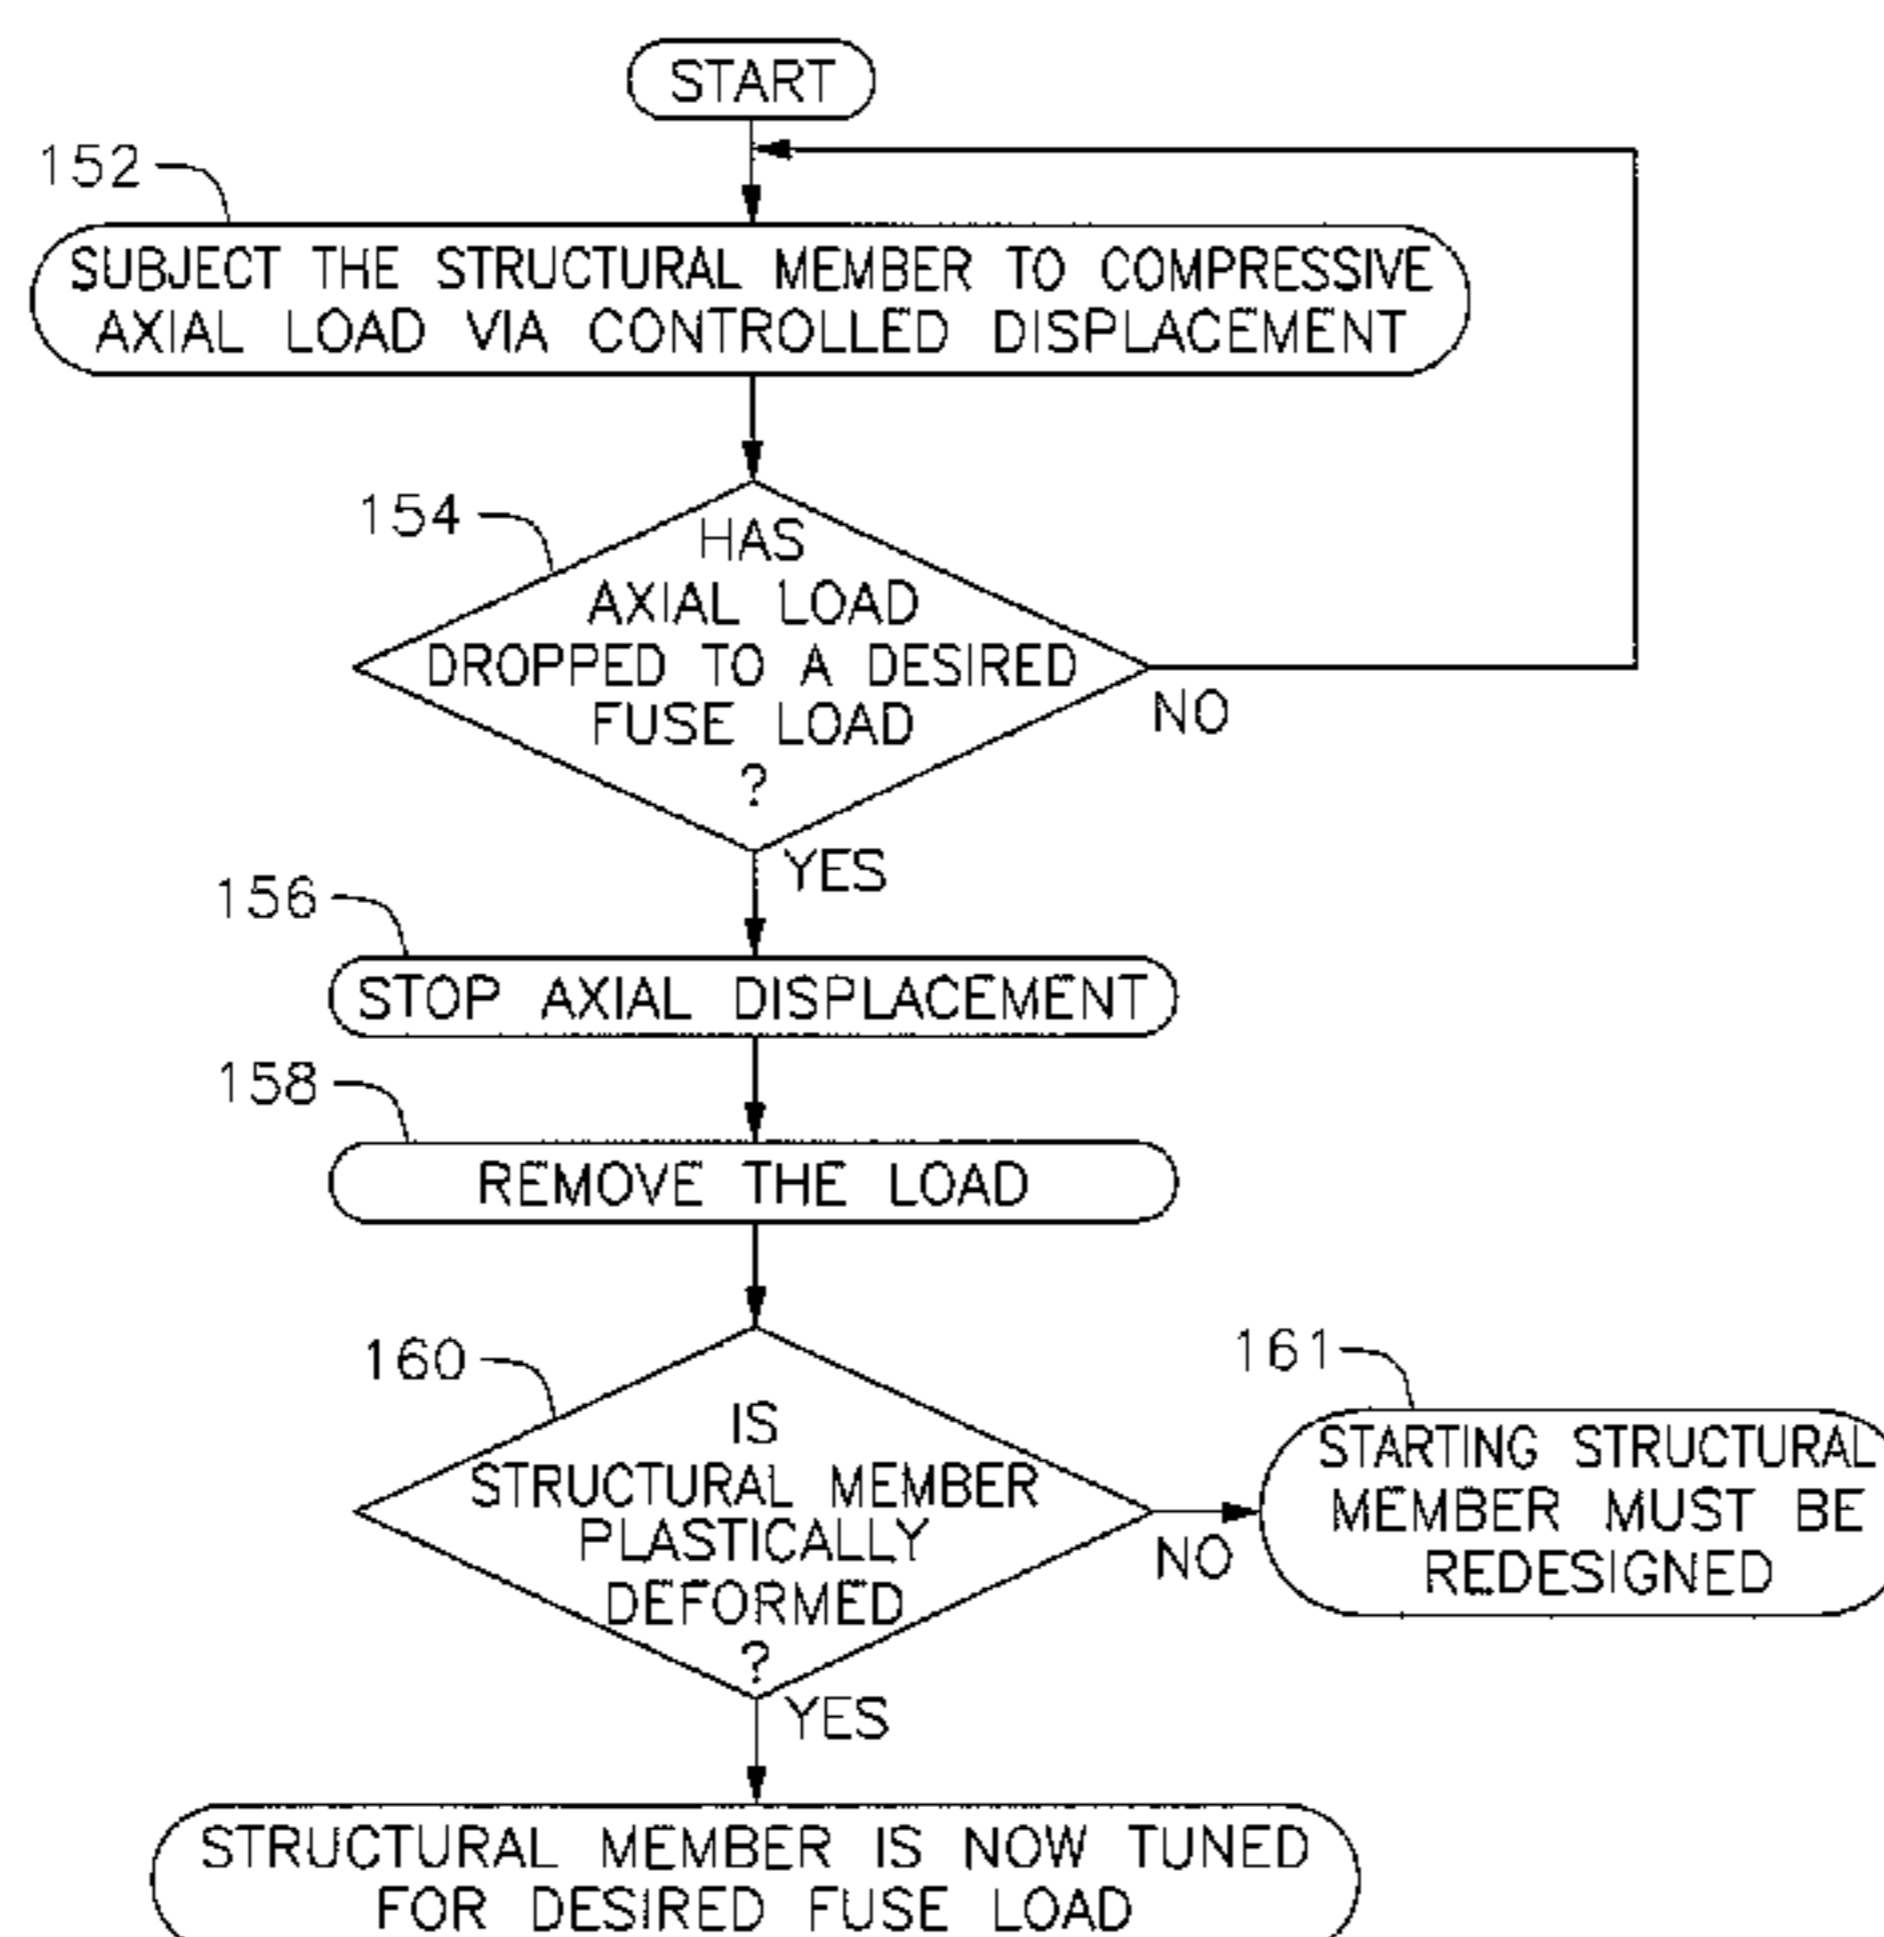 START
152
SUBJECT THE STRUCTURAL MEMBER TO COMPRESSIVE
AXIAL LOAD VIA CONTROLLED DISPLACEMENT
154
HAS
AXIAL LOAD
DROPPED TO A DESIRED
FUSE LOAD
?
NO
YES
156
STOP AXIAL DISPLACEMENT
158
REMOVE THE LOAD
160
IS
STRUCTURAL MEMBER
PLASTICALLY
DEFORMED
?
NO
161
STARTING STRUCTURAL
MEMBER MUST BE
REDESIGNED
YES
STRUCTURAL MEMBER IS NOW TUNED
FOR DESIRED FUSE LOAD